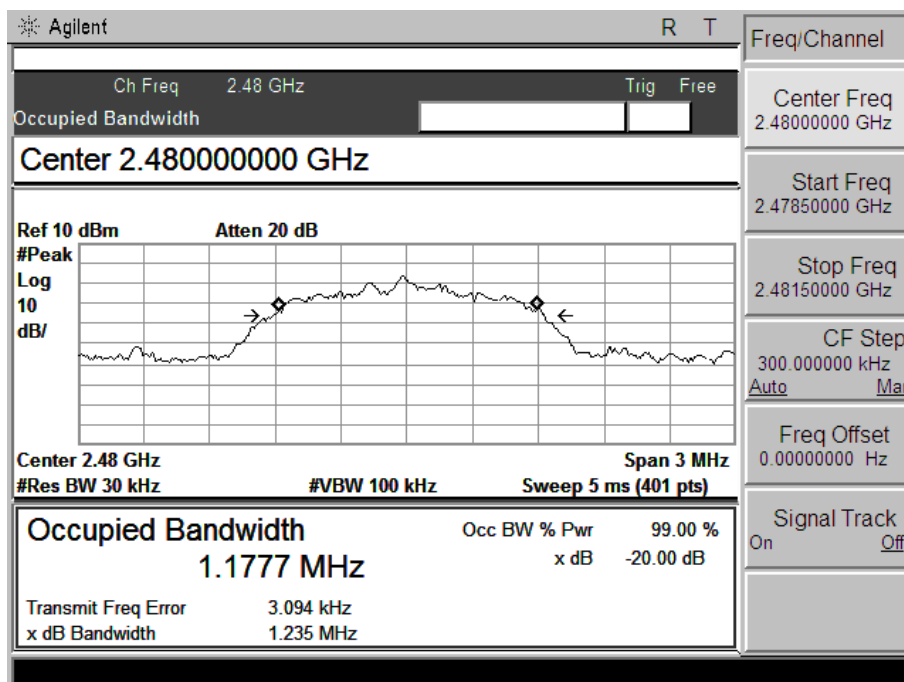 Agilent R T
Ch Freq 2.48 GHz Trig Free
Occupied Bandwidth
Center 2.480000000 GHz
Ref 10 dBm Atten 20 dB
#Peak
Log
10
dB/
Center 2.48 GHz Span 3 MHz
#Res BW 30 kHz #VBW 100 kHz Sweep 5 ms (401 pts)
Occupied Bandwidth
1.1777 MHz
Occ BW % Pwr 99.00 %
x dB -20.00 dB
Transmit Freq Error 3.094 kHz
x dB Bandwidth 1.235 MHz
Freq/Channel
Center Freq
2.48000000 GHz
Start Freq
2.47850000 GHz
Stop Freq
2.48150000 GHz
CF Step
300.000000 kHz
Auto Man
Freq Offset
0.00000000 Hz
Signal Track
On Off